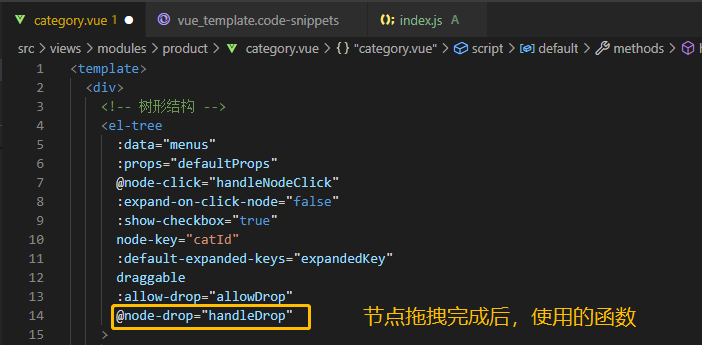 category.vue 1 ● vue_template.code-snippets index.js
src > views > modules > product > category.vue > {} "category.vue" > script > default > methods > h
1 <template>
2 <div>
3 <!-- 树形结构 -->
4 <el-tree
5 :data="menus"
6 :props="defaultProps"
7 @node-click="handleNodeClick"
8 :expand-on-click-node="false"
9 :show-checkbox="true"
10 node-key="catId"
11 :default-expanded-keys="expandedKey"
12 draggable
13 :allow-drop="allowDrop"
14 @node-drop="handleDrop" 节点拖拽完成后，使用的函数
15 >